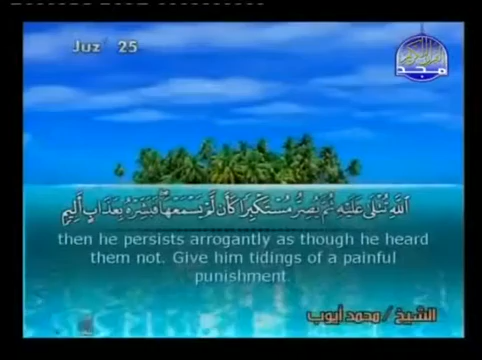 Juz' 25
مجد
ٱللَّهِ تُتْلَىٰ عَلَيْهِ ثُمَّ يُصِرُّ مُسْتَكْبِرًا كَأَن لَّمْ يَسْمَعْهَا ۖ فَبَشِّرْهُ بِعَذَابٍ أَلِيمٍ
then he persists arrogantly as though he heard
them not. Give him tidings of a painful
punishment.
الشيخ / محمد أيوب